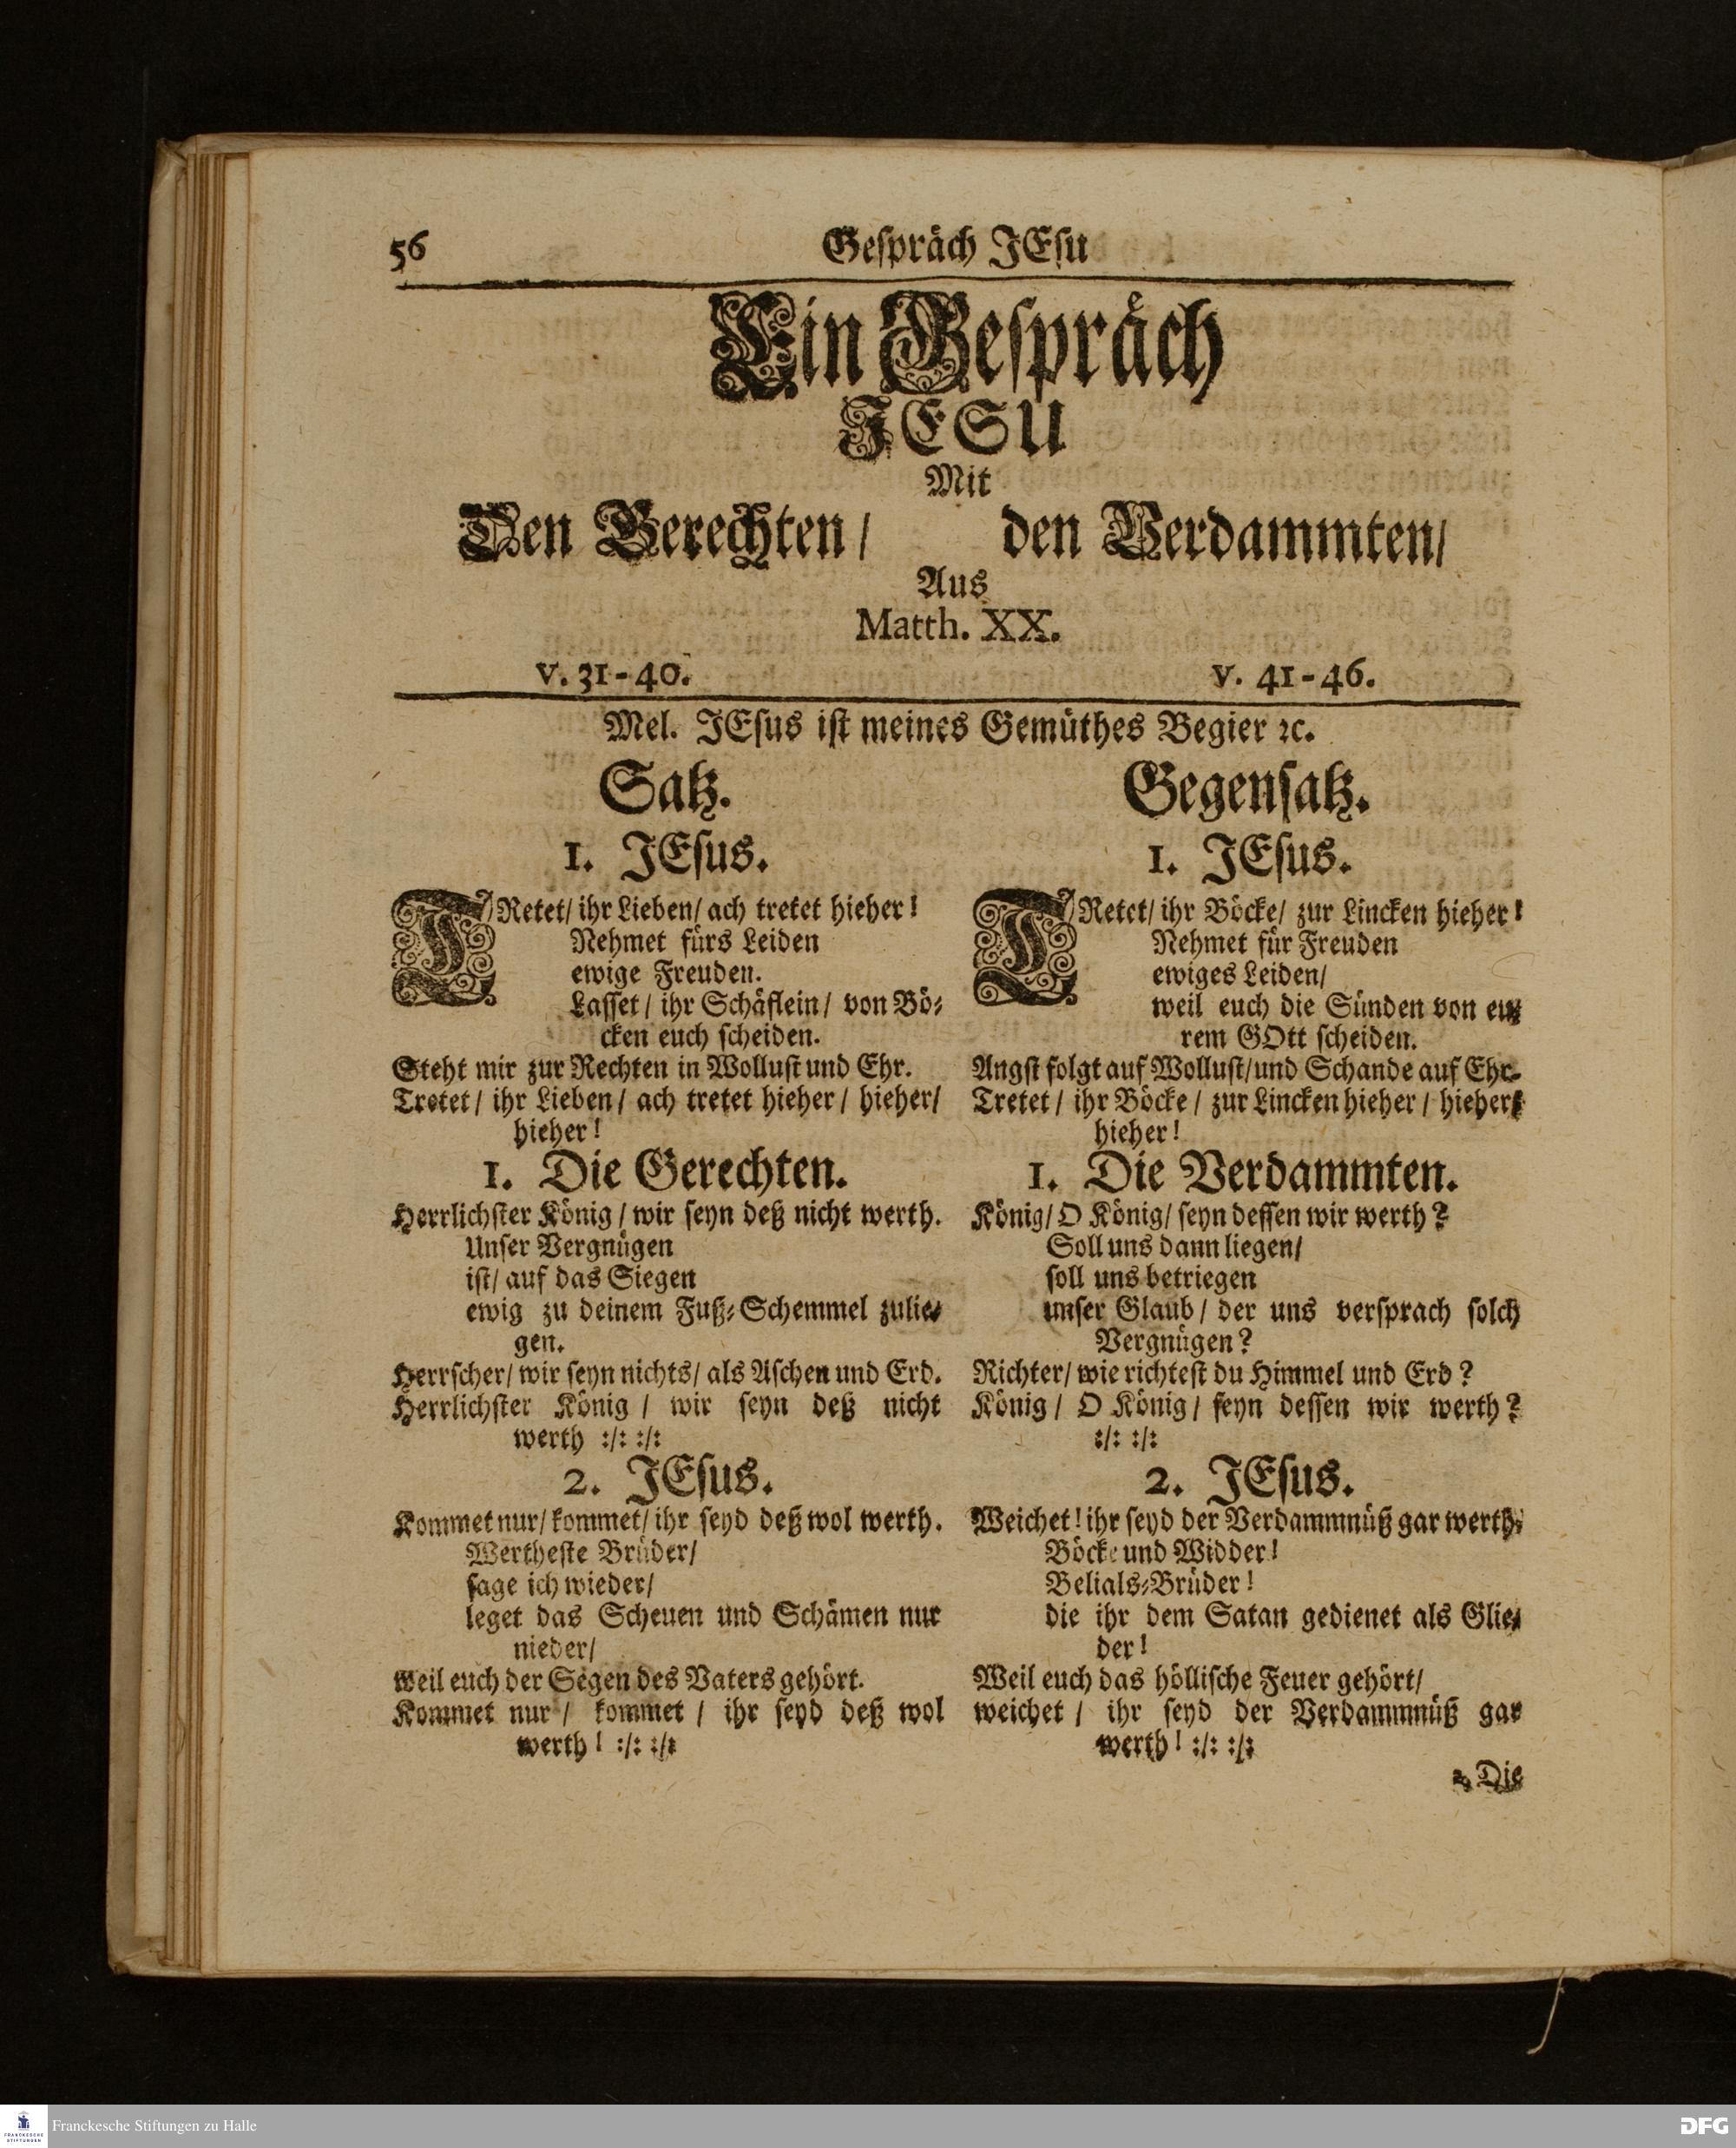 56
Gespräch JEsu
Ein Gespräch
JESU
Mit
Den Gerechten /
den Verdammten/
Aus
Matth. XX.
v. 31-40.
v. 41-46.
Mel. JEsus ist meines Gemüthes Begier ꝛc.
Satz.
1. JEsus.
TRetet/ ihr Lieben/ ach tretet hieher!
Nehmet fürs Leiden
ewige Freuden.
Lasset / ihr Schäflein / von Bö-
cken euch scheiden.
Steht mir zur Rechten in Wollust und Ehr.
Tretet / ihr Lieben / ach tretet hieher / hieher/
hieher!
1. Die Gerechten.
Herrlichster König / wir seyn deß nicht werth.
Unser Vergnügen
ist/ auf das Siegen
ewig zu deinem Fuß-Schemmel zulie-
gen.
Herrscher/ wir seyn nichts/ als Aschen und Erd.
Herrlichster König / wir seyn deß nicht
werth :/: :/:
2. JEsus.
Kommet nur/ kommet/ ihr seyd deß wol werth.
Wertheste Brüder/
sage ich wieder/
leget das Scheuen und Schämen nur
nieder/
weil euch der Segen des Vaters gehört.
Kommet nur / kommet / ihr seyd deß wol
werth! :/: :/:
Gegensatz.
1. JEsus.
TRetet/ ihr Böcke/ zur Lincken hieher!
Nehmet für Freuden
ewiges Leiden/
weil euch die Sünden von eu-
rem GOtt scheiden.
Angst folgt auf Wollust/und Schande auf Ehr.
Tretet / ihr Böcke / zur Lincken hieher / hieher/
hieher!
1. Die Verdammten.
König/ O König/ seyn dessen wir werth?
Soll uns dann liegen/
soll uns betriegen
unser Glaub / der uns versprach solch
Vergnügen?
Richter/ wie richtest du Himmel und Erd?
König / O König / seyn dessen wir werth?
:/: :/:
2. JEsus.
Weichet! ihr seyd der Verdammnüß gar werth.
Böcke und Widder!
Belials-Brüder!
die ihr dem Satan gedienet als Glie-
der!
Weil euch das höllische Feuer gehört/
weichet / ihr seyd der Verdammnüß gar
werth! :/: :/:
2. Die
Franckesche Stiftungen zu Halle
FRANCKESCHE STIFTUNGEN
DFG